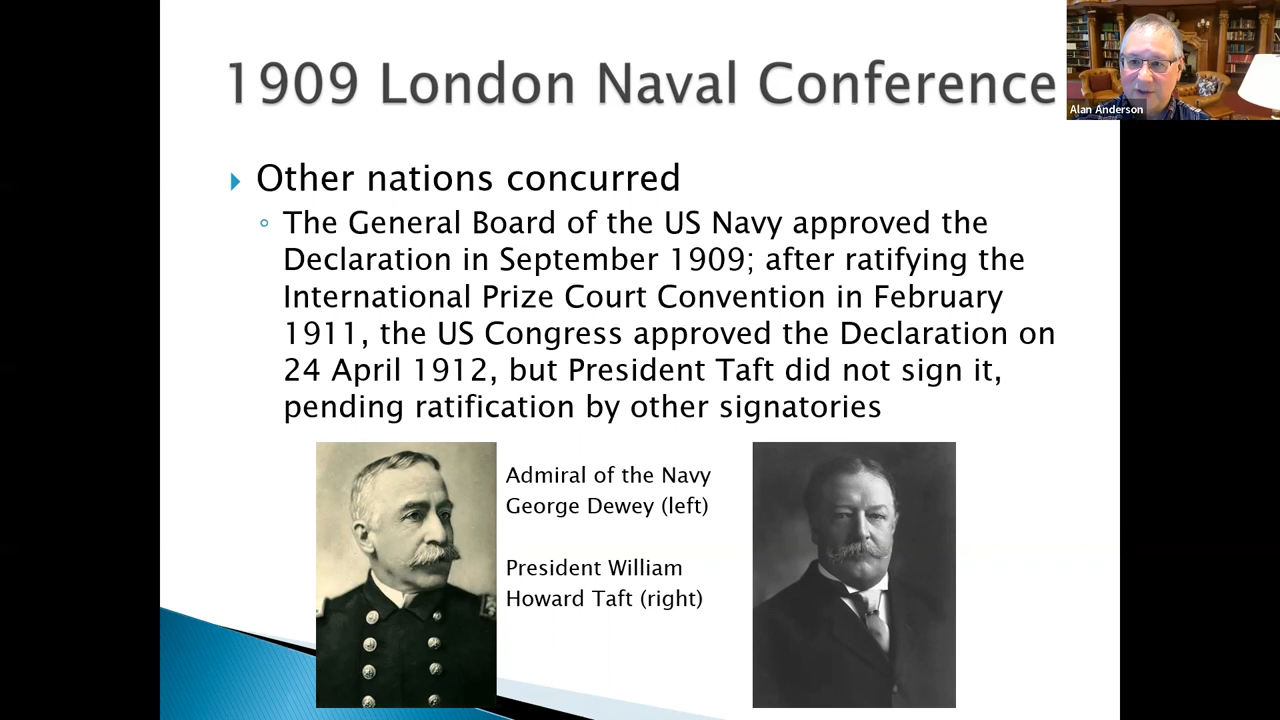 1909 London Naval Conference
Alan Anderson
Other nations concurred
The General Board of the US Navy approved the
Declaration in September 1909; after ratifying the
International Prize Court Convention in February
1911, the US Congress approved the Declaration on
24 April 1912, but President Taft did not sign it,
pending ratification by other signatories
Admiral of the Navy
George Dewey (left)
President William
Howard Taft (right)